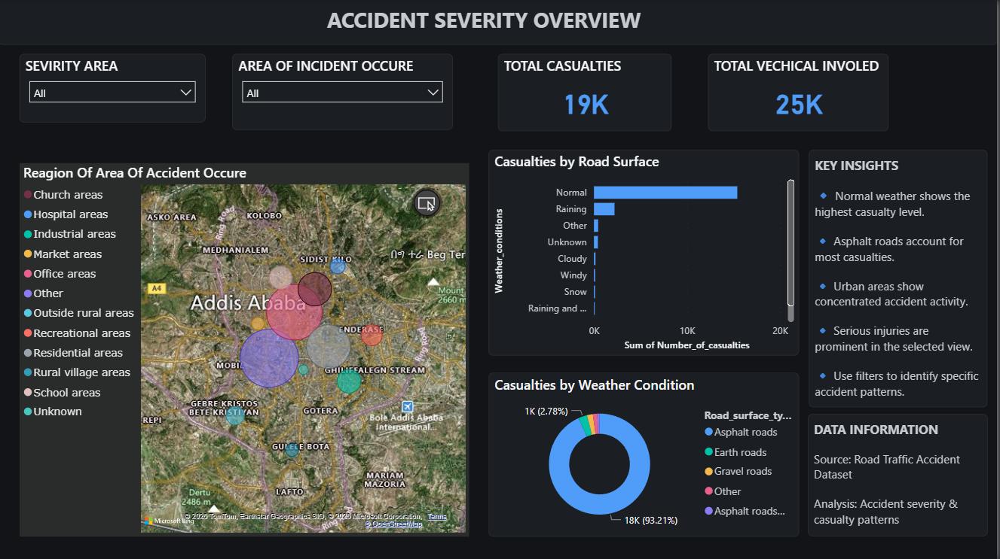 ACCIDENT SEVERITY OVERVIEW
SEVIRITY AREA
All
AREA OF INCIDENT OCCURE
All
TOTAL CASUALTIES
19K
TOTAL VECHICAL INVOLED
25K
Reagion Of Area Of Accident Occure
Church areas
Hospital areas
Industrial areas
Market areas
Office areas
Other
Outside rural areas
Recreational areas
Residential areas
Rural village areas
School areas
Unknown
ASKO AREA
KOLOBO
Ring Road
MEDHANIALEM
SIDIST KILO
በግ ተራ Beg Ter
A4
Mount
2660 m
Addis Ababa
ENDERASE
Ring Road
MOBI
GHILIFFALEGN STREAM
GEBRE KRISTOS
BETE KRISTIYAN
REPI
GOTERA
Bole Addis Ababa
International...
GULELE BOTA
MARIAM
MAZORIA
LAFTO
Dertu
2486 m
Ring Road
Microsoft Bing
© 2026 TomTom, Earthstar Geographics SIO, © 2026 Microsoft Corporation, Terms
© OpenStreetMap
Casualties by Road Surface
Weather_conditions
Normal
Raining
Other
Unknown
Cloudy
Windy
Snow
Raining and ...
0K 10K 20K
Sum of Number_of_casualties
Casualties by Weather Condition
1K (2.78%)
18K (93.21%)
Road_surface_ty...
Asphalt roads
Earth roads
Gravel roads
Other
Asphalt roads...
KEY INSIGHTS
Normal weather shows the
highest casualty level.
Asphalt roads account for
most casualties.
Urban areas show
concentrated accident activity.
Serious injuries are
prominent in the selected view.
Use filters to identify specific
accident patterns.
DATA INFORMATION
Source: Road Traffic Accident
Dataset
Analysis: Accident severity &
casualty patterns